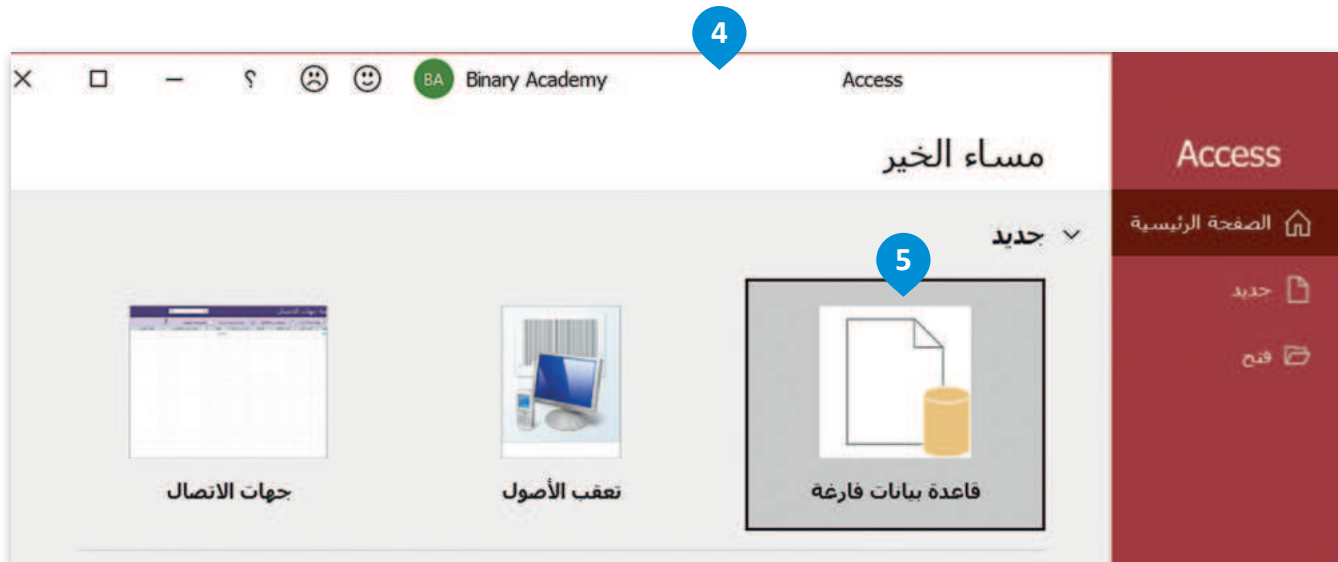 4
Access
Binary Academy
BA
؟
Access
مساء الخير
الصفحة الرئيسية
جديد
فتح
جديد
5
قاعدة بيانات فارغة
تعقب الأصول
جهات الاتصال